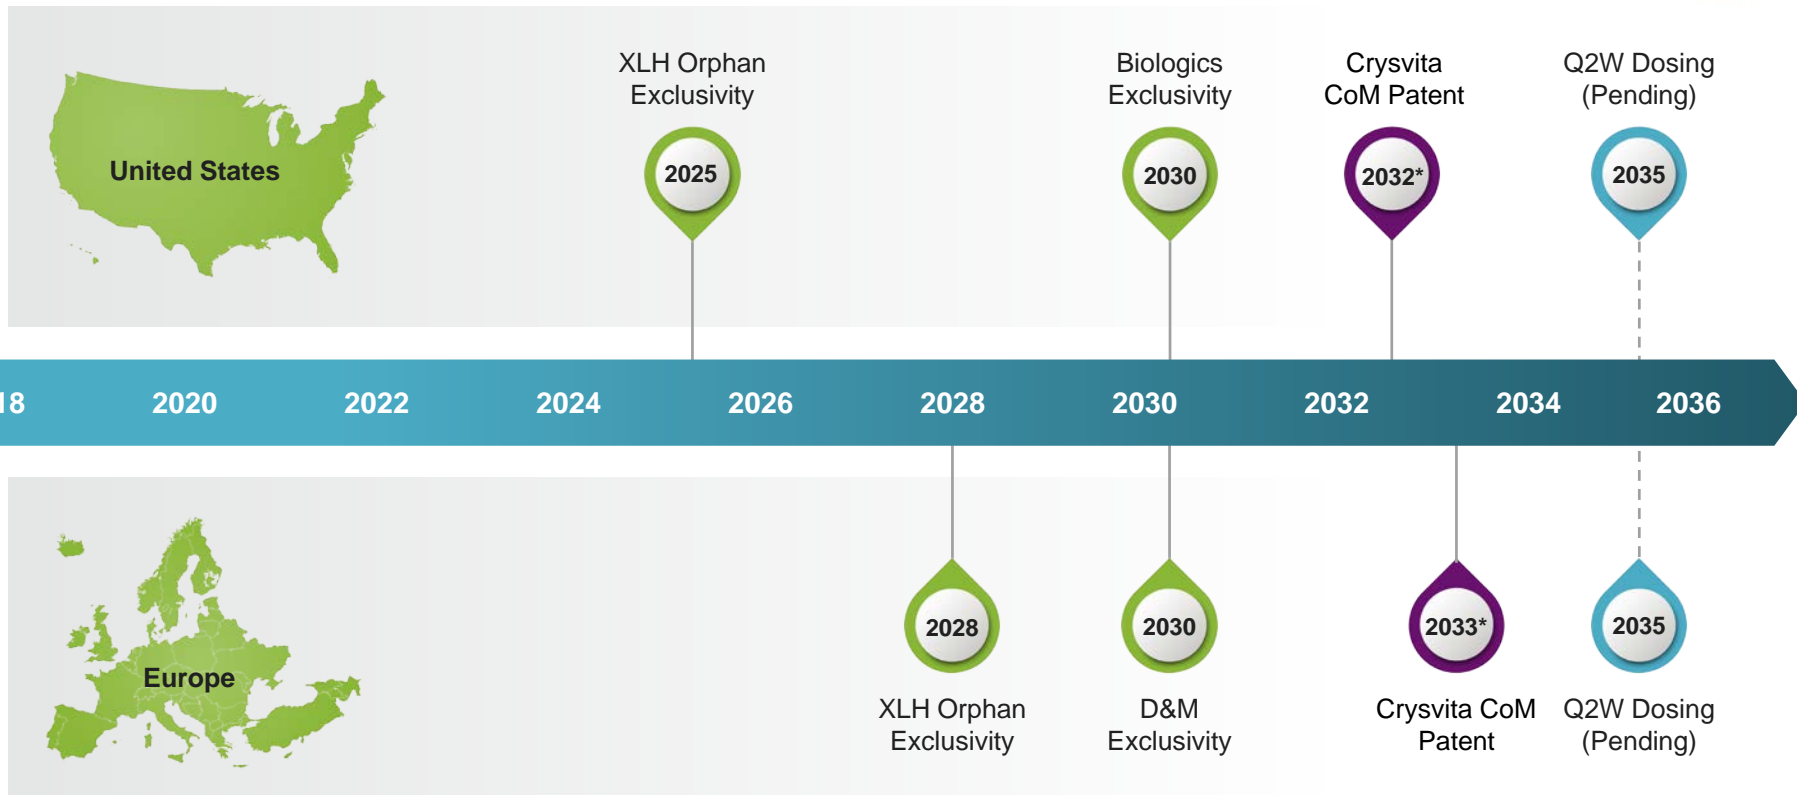 XLH Orphan
Exclusivity
Biologics
Exclusivity
Crysvita
CoM Patent
Q2W Dosing
(Pending)
United States
2025
2030
2032*
2035
18 2020 2022 2024 2026 2028 2030 2032 2034 2036
Europe
2028
2030
2033*
2035
XLH Orphan
Exclusivity
D&M
Exclusivity
Crysvita CoM
Patent
Q2W Dosing
(Pending)